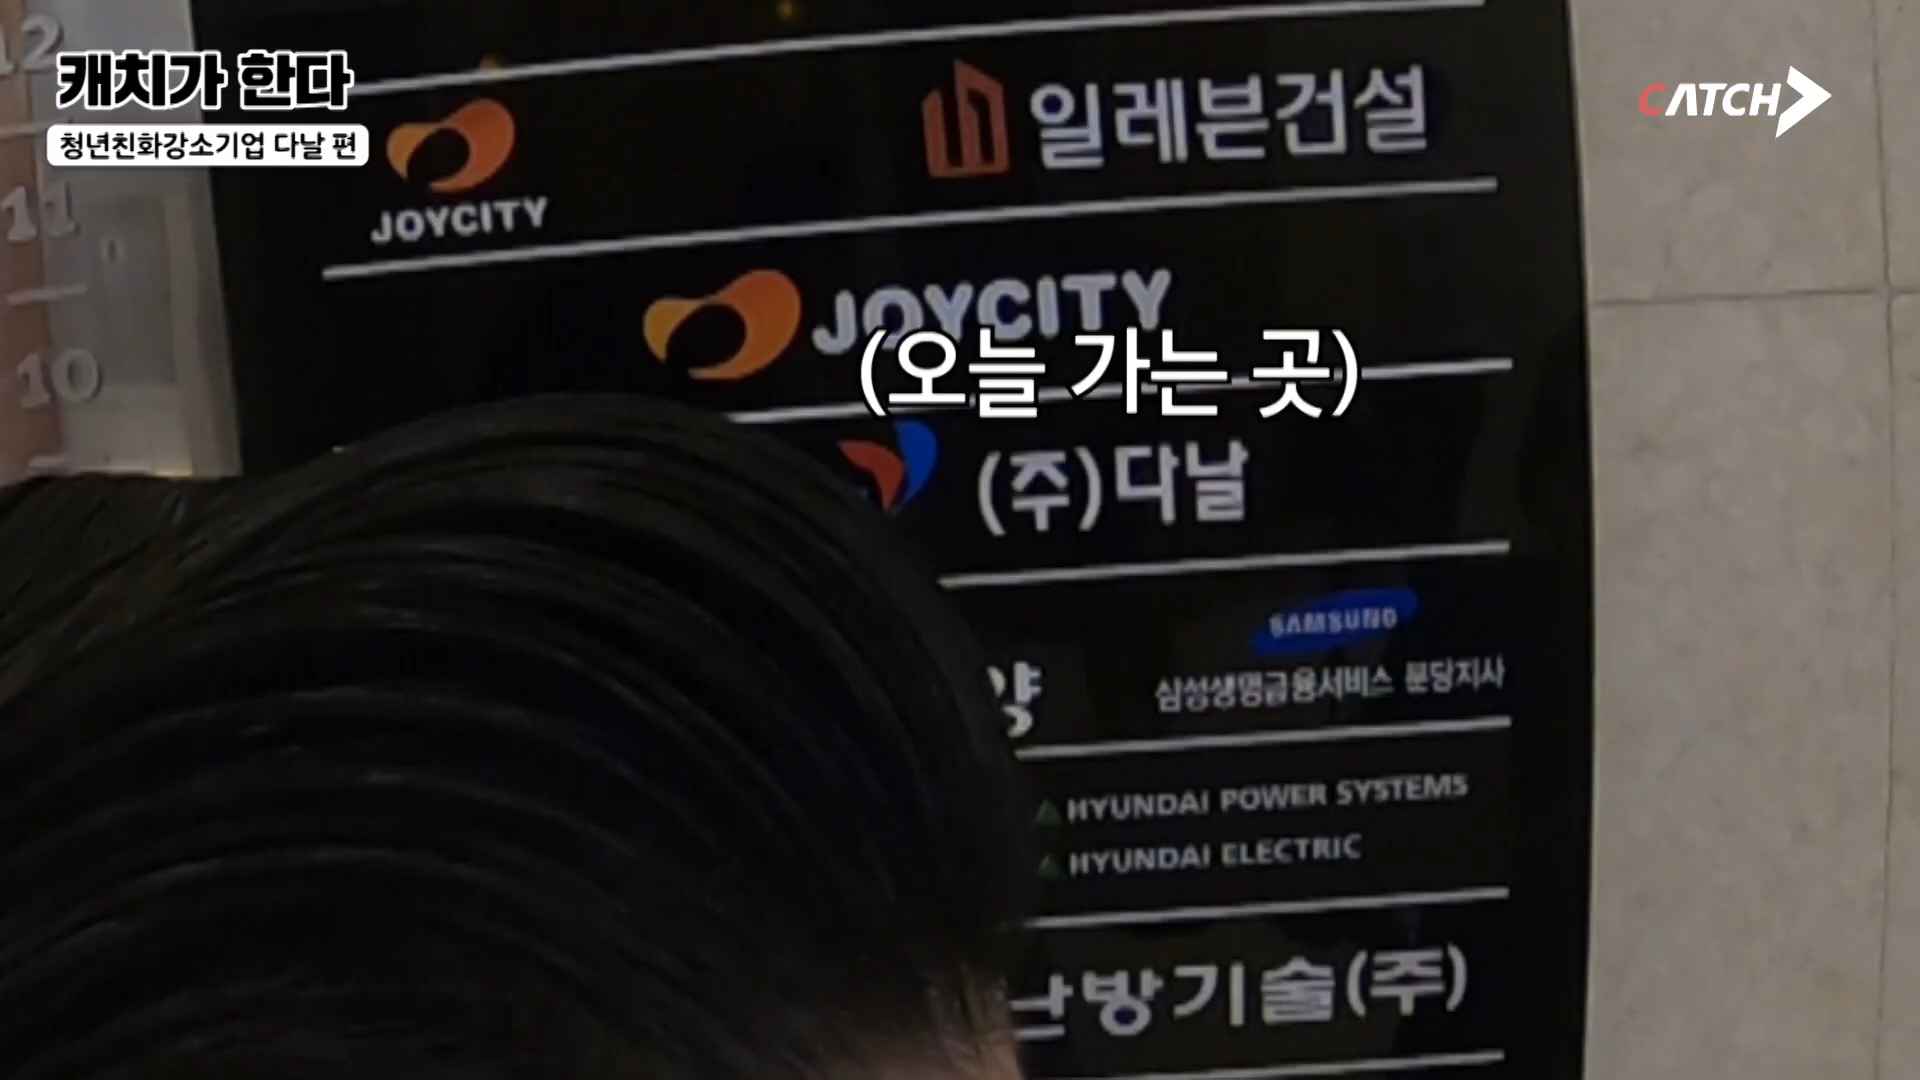 12
캐치가 한다
청년친화강소기업 다날 편
CATCH
JOYCITY
일레븐건설
11
JOYCITY
(오늘 가는 곳)
10
(주)다날
SAMSUNG
양
삼성생명금융서비스 분당지사
HYUNDAI POWER SYSTEMS
HYUNDAI ELECTRIC
난방기술(주)